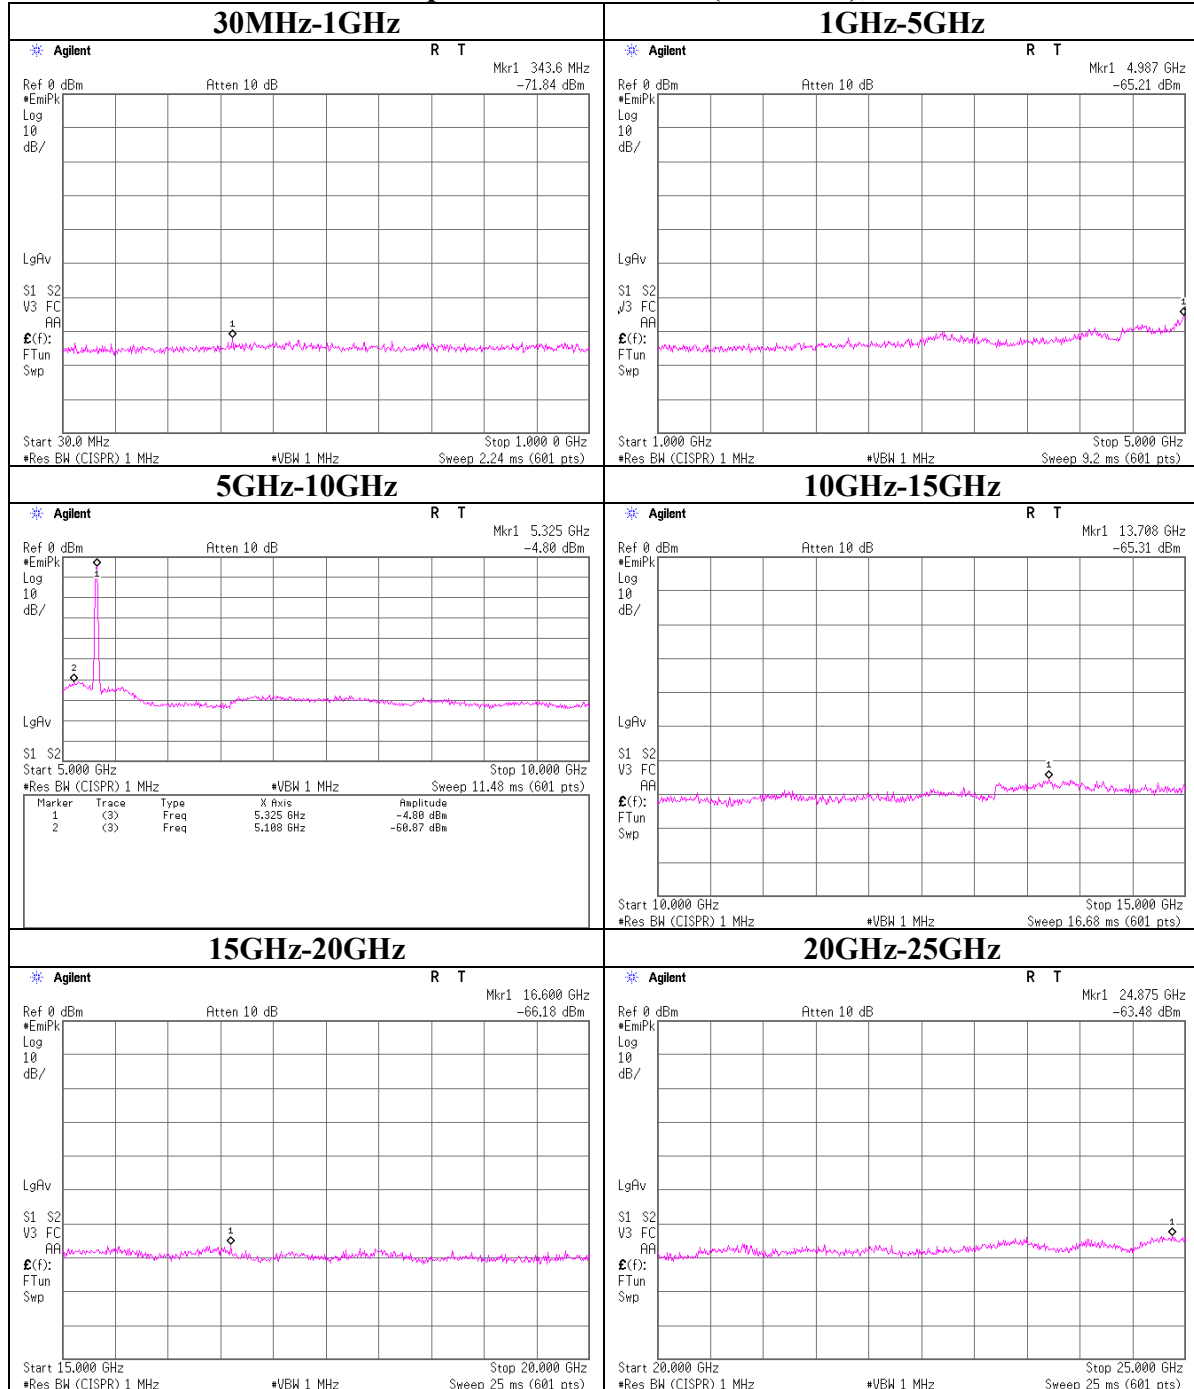 30MHz-1GHz
Agilent
R T
Mkr1 343.6 MHz
Ref 0 dBm
Atten 10 dB
-71.84 dBm
#EmiPk
Log
10
dB/
LgAv
S1 S2
V3 FC
AA
£(f):
FTun
Swp
1
Start 30.0 MHz
Stop 1.000 0 GHz
#Res BW (CISPR) 1 MHz
#VBW 1 MHz
Sweep 2.24 ms (601 pts)
1GHz-5GHz
Agilent
R T
Mkr1 4.987 GHz
Ref 0 dBm
Atten 10 dB
-65.21 dBm
#EmiPk
Log
10
dB/
LgAv
S1 S2
V3 FC
AA
£(f):
FTun
Swp
1
Start 1.000 GHz
Stop 5.000 GHz
#Res BW (CISPR) 1 MHz
#VBW 1 MHz
Sweep 9.2 ms (601 pts)
5GHz-10GHz
Agilent
R T
Mkr1 5.325 GHz
Ref 0 dBm
Atten 10 dB
-4.80 dBm
#EmiPk
Log
10
dB/
1
2
LgAv
S1 S2
Start 5.000 GHz
Stop 10.000 GHz
#Res BW (CISPR) 1 MHz
#VBW 1 MHz
Sweep 11.48 ms (601 pts)
Marker Trace Type X Axis Amplitude
1 (3) Freq 5.325 GHz -4.80 dBm
2 (3) Freq 5.108 GHz -60.87 dBm
10GHz-15GHz
Agilent
R T
Mkr1 13.708 GHz
Ref 0 dBm
Atten 10 dB
-65.31 dBm
#EmiPk
Log
10
dB/
LgAv
S1 S2
V3 FC
AA
£(f):
FTun
Swp
1
Start 10.000 GHz
Stop 15.000 GHz
#Res BW (CISPR) 1 MHz
#VBW 1 MHz
Sweep 16.68 ms (601 pts)
15GHz-20GHz
Agilent
R T
Mkr1 16.600 GHz
Ref 0 dBm
Atten 10 dB
-66.18 dBm
#EmiPk
Log
10
dB/
LgAv
S1 S2
V3 FC
AA
£(f):
FTun
Swp
1
Start 15.000 GHz
Stop 20.000 GHz
#Res BW (CISPR) 1 MHz
#VBW 1 MHz
Sweep 25 ms (601 pts)
20GHz-25GHz
Agilent
R T
Mkr1 24.875 GHz
Ref 0 dBm
Atten 10 dB
-63.48 dBm
#EmiPk
Log
10
dB/
LgAv
S1 S2
V3 FC
AA
£(f):
FTun
Swp
1
Start 20.000 GHz
Stop 25.000 GHz
#Res BW (CISPR) 1 MHz
#VBW 1 MHz
Sweep 25 ms (601 pts)